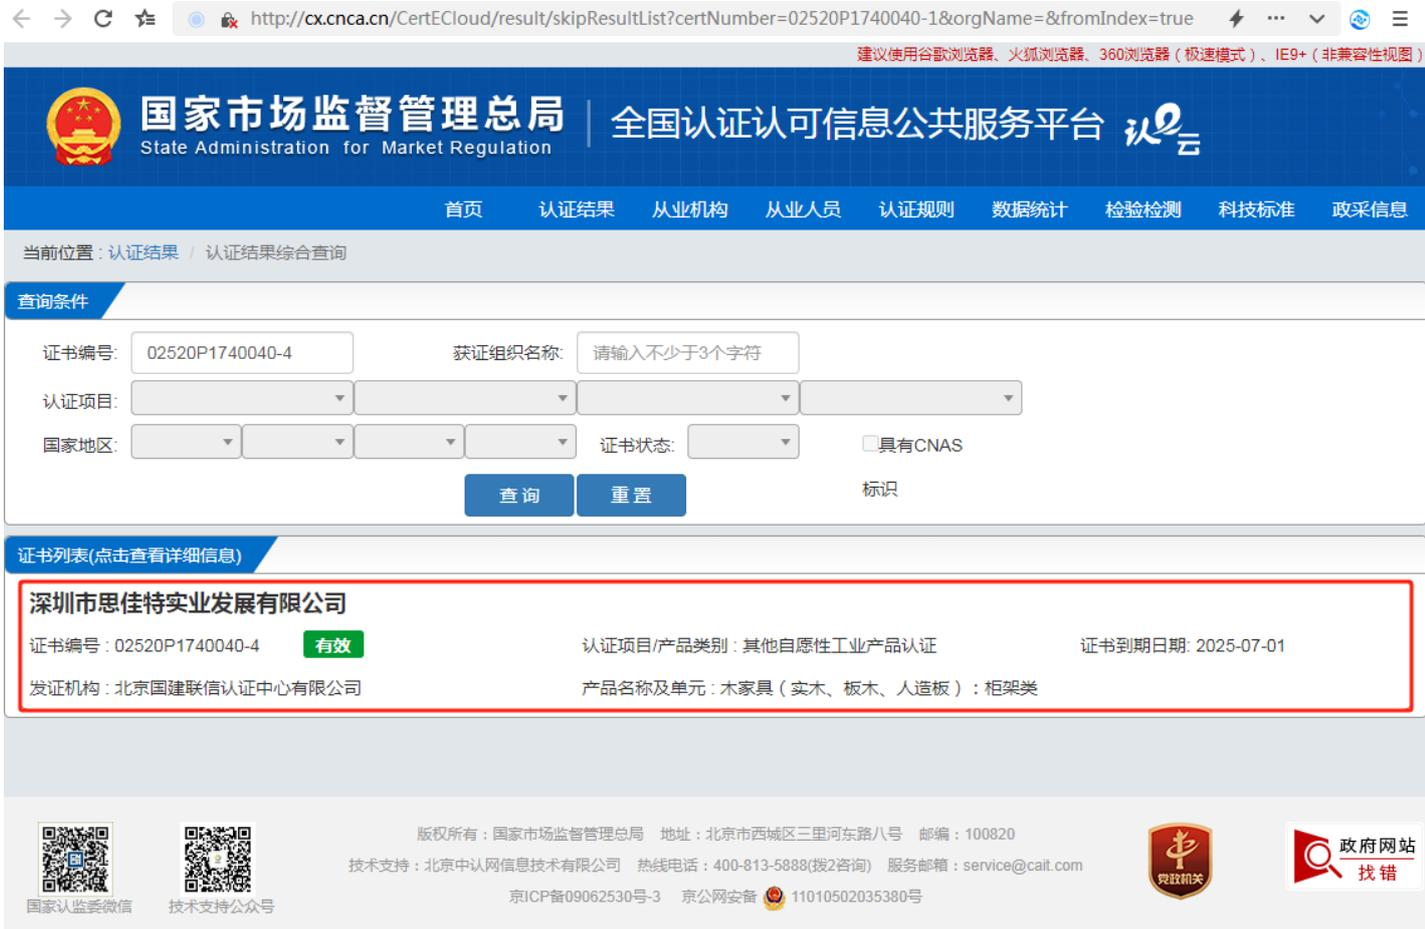 http://cx.cnca.cn/CertECloud/result/skipResultList?certNumber=02520P1740040-1&orgName=&fromIndex=true
建议使用谷歌浏览器、火狐浏览器、360浏览器（极速模式）、IE9+（非兼容性视图）
国家市场监督管理总局 全国认证认可信息公共服务平台 认e云
State Administration for Market Regulation
首页 认证结果 从业机构 从业人员 认证规则 数据统计 检验检测 科技标准 政采信息
当前位置：认证结果 / 认证结果综合查询
查询条件
证书编号: 02520P1740040-4 获证组织名称: 请输入不少于3个字符
认证项目:
国家地区: 证书状态: 具有CNAS
标识
查 询 重 置
证书列表(点击查看详细信息)
深圳市思佳特实业发展有限公司
证书编号：02520P1740040-4 有效 认证项目/产品类别：其他自愿性工业产品认证 证书到期日期: 2025-07-01
发证机构：北京国建联信认证中心有限公司 产品名称及单元：木家具（实木、板木、人造板）：柜架类
版权所有：国家市场监督管理总局 地址：北京市西城区三里河东路八号 邮编：100820
技术支持：北京中认网信息技术有限公司 热线电话：400-813-5888(拨2咨询) 服务邮箱：service@cait.com
京ICP备09062530号-3 京公网安备 11010502035380号
国家认监委微信 技术支持公众号
党政机关
政府网站
找错